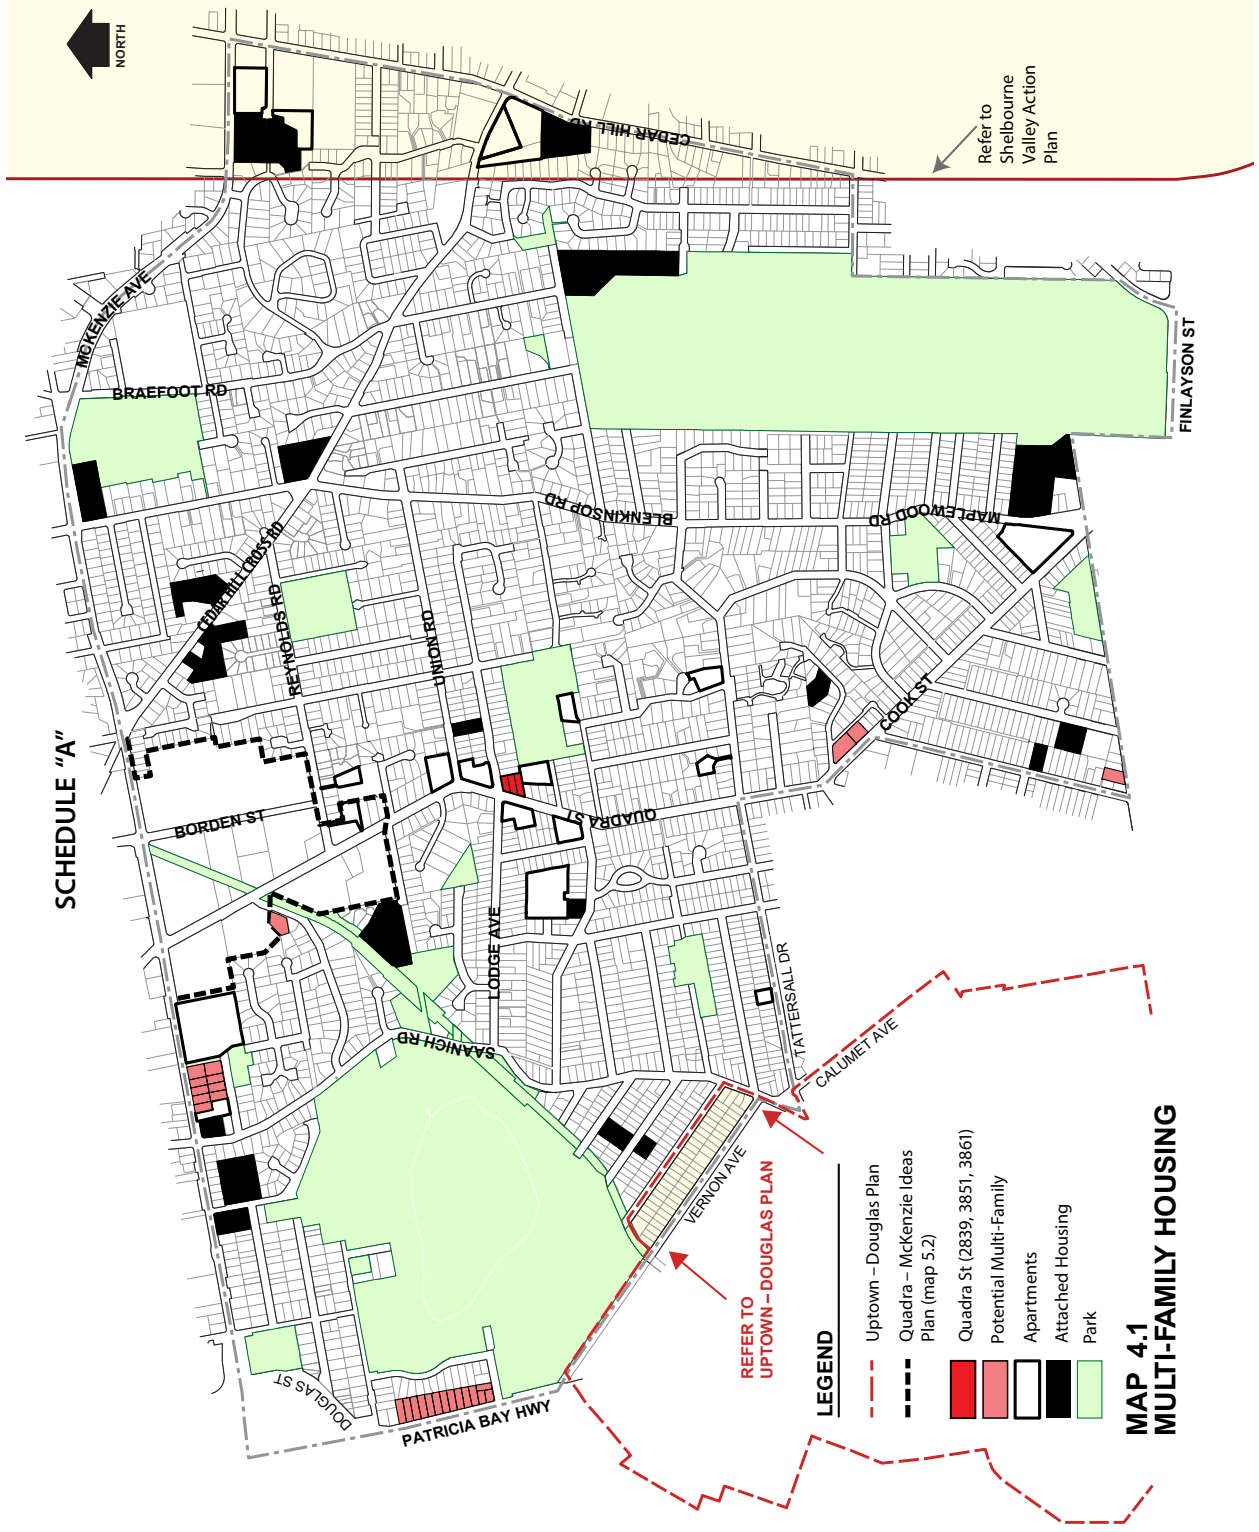 SCHEDULE “A”
NORTH
MCKENZIE AVE
BRAEFOOT RD
CEDAR HILL RD
Refer to
Shelbourne
Valley Action
Plan
CEDAR HILL CROSS RD
REYNOLDS RD
UNION RD
BLENKINSOP RD
MAPLEWOOD RD
FINLAYSON ST
COOK ST
BORDEN ST
QUADRA ST
LODGE AVE
SAANICH RD
TATTERSALL DR
CALUMET AVE
VERNON AVE
DOUGLAS ST
PATRICIA BAY HWY
REFER TO
UPTOWN – DOUGLAS PLAN
LEGEND
Uptown – Douglas Plan
Quadra – McKenzie Ideas
Plan (map 5.2)
Quadra St (2839, 3851, 3861)
Potential Multi-Family
Apartments
Attached Housing
Park
MAP 4.1
MULTI-FAMILY HOUSING